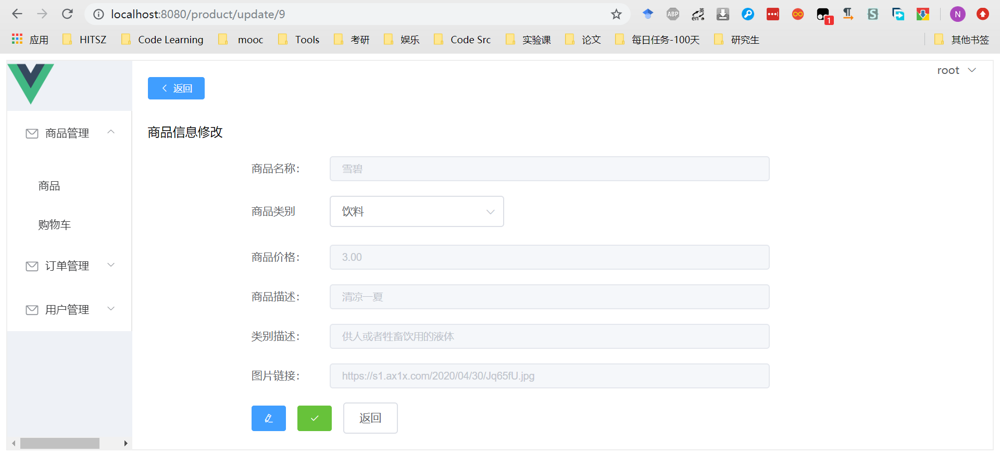 localhost:8080/product/update/9
ABP
英
en
1
N
应用 HITSZ Code Learning mooc Tools 考研 娱乐 Code Src 实验课 论文 每日任务-100天 研究生 其他书签
root
返回
商品管理
商品
购物车
订单管理
用户管理
商品信息修改
商品名称: 雪碧
商品类别 饮料
商品价格: 3.00
商品描述: 清凉一夏
类别描述: 供人或者牲畜饮用的液体
图片链接: https://s1.ax1x.com/2020/04/30/Jq65fU.jpg
返回